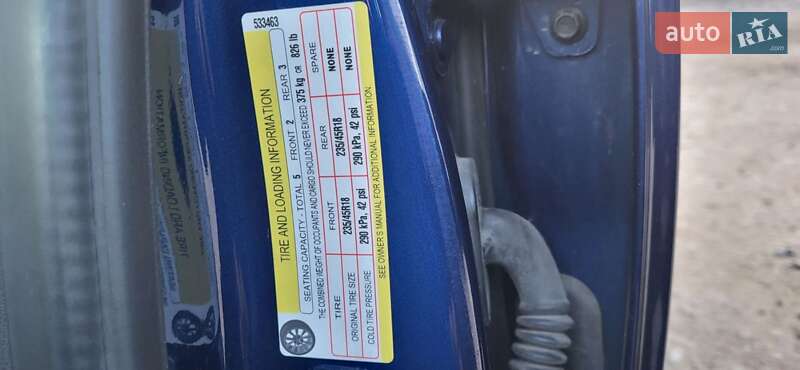 533463
TIRE AND LOADING INFORMATION
SEATING CAPACITY - TOTAL 5 FRONT 2 REAR 3
THE COMBINED WEIGHT OF OCCUPANTS AND CARGO SHOULD NEVER EXCEED 375 kg OR 826 lb
TIRE FRONT REAR SPARE
ORIGINAL TIRE SIZE 235/45R18 235/45R18 NONE
COLD TIRE PRESSURE 290 kPa, 42 psi 290 kPa, 42 psi NONE
SEE OWNER'S MANUAL FOR ADDITIONAL INFORMATION
auto RIA
.com